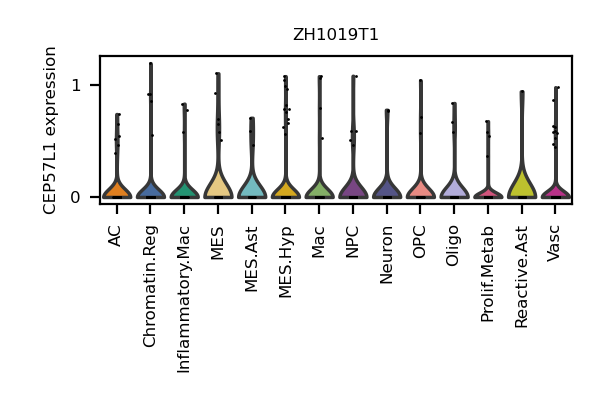 ZH1019T1
CEP57L1 expression
1
0
AC
Chromatin.Reg
Inflammatory.Mac
MES
MES.Ast
MES.Hyp
Mac
NPC
Neuron
OPC
Oligo
Prolif.Metab
Reactive.Ast
Vasc